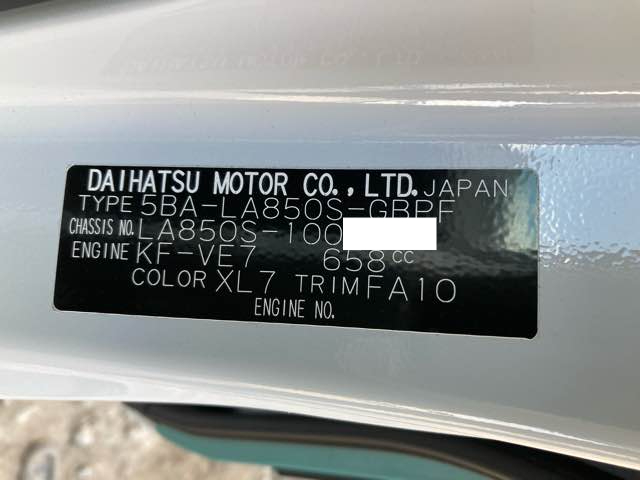 DAIHATSU MOTOR CO., LTD. JAPAN
TYPE 5BA-LA850S-GBPF
CHASSIS NO. LA850S-100
ENGINE KF-VE7 658cc
COLOR XL7 TRIM FA10
ENGINE NO.